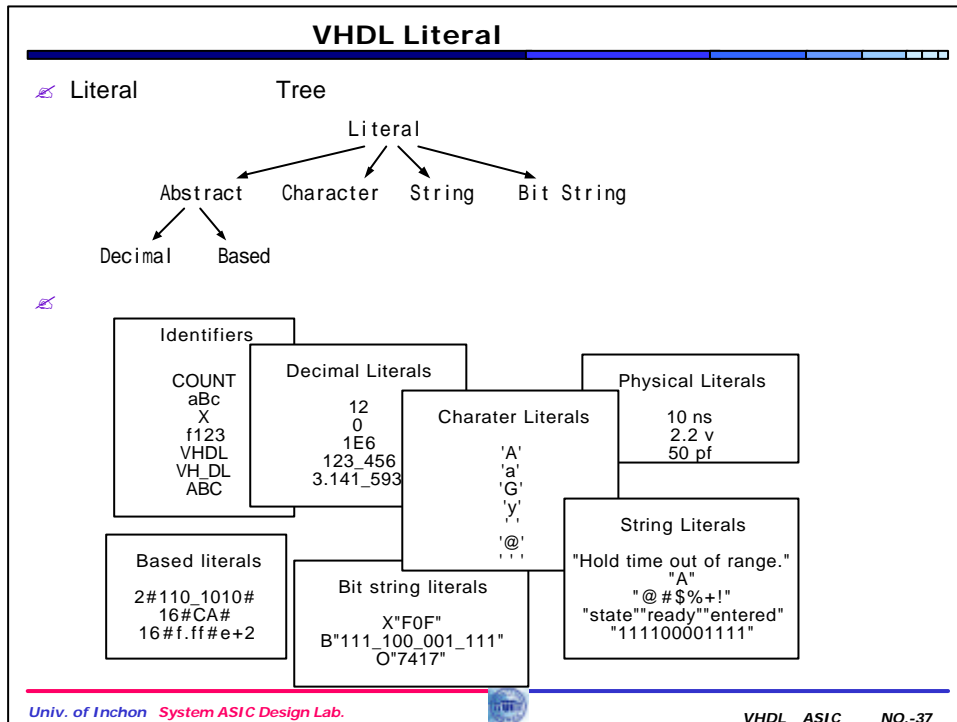 VHDL Literal
Literal Tree
Literal
Abstract Character String Bit String
Decimal Based
Identifiers
COUNT
aBc
X
f123
VHDL
VH_DL
ABC
Decimal Literals
12
0
1E6
123_456
3.141_593
Charater Literals
'A'
'a'
'G'
'y'
' '
'@'
' ' '
Physical Literals
10 ns
2.2 v
50 pf
Based literals
2#110_1010#
16#CA#
16#f.ff#e+2
Bit string literals
X"F0F"
B"111_100_001_111"
O"7417"
String Literals
"Hold time out of range."
"A"
"@#$%+!"
"state""ready""entered"
"111100001111"
Univ. of Inchon System ASIC Design Lab.
VHDL ASIC NO.-37